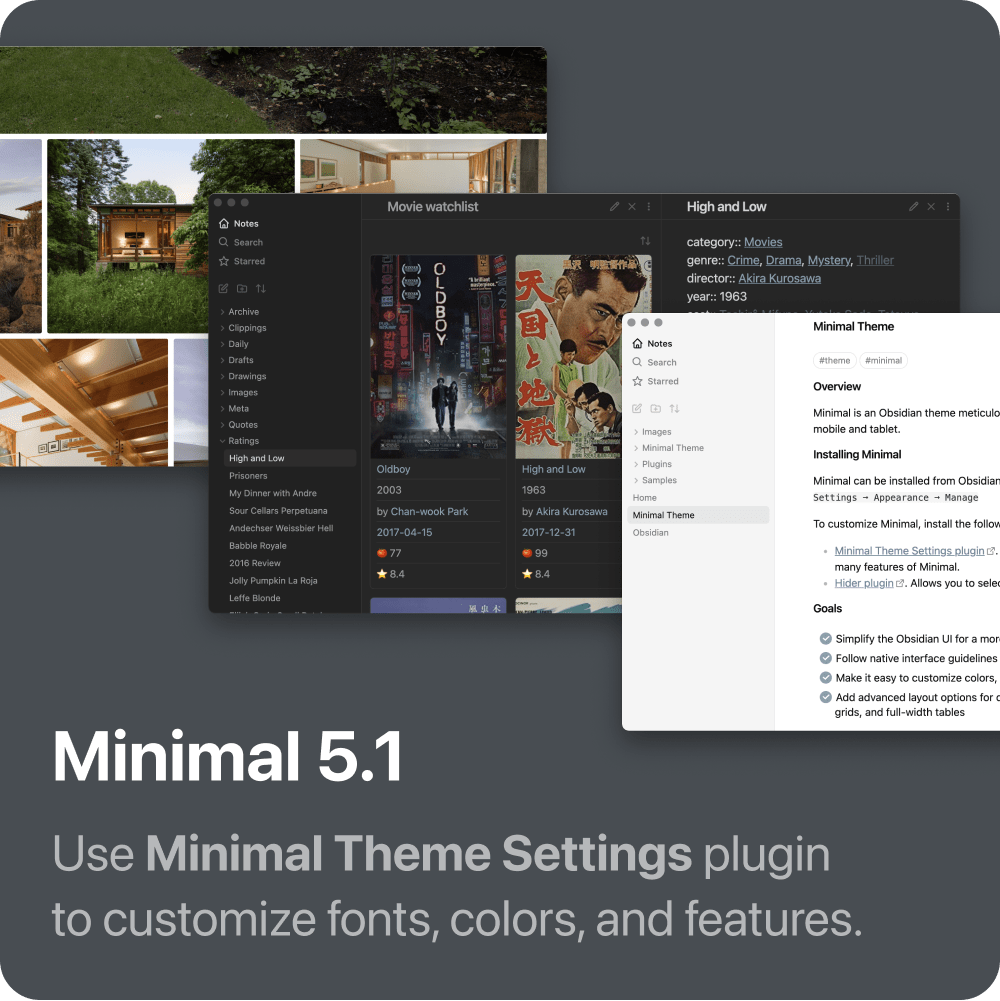 Notes
Search
Starred
Archive
Clippings
Daily
Drafts
Drawings
Images
Meta
Quotes
Ratings
High and Low
Prisoners
My Dinner with Andre
Sour Cellars Perpetuana
Andechser Weissbier Hell
Babble Royale
2016 Review
Jolly Pumpkin La Roja
Leffe Blonde
Movie watchlist
OLDBOY
Oldboy
2003
by Chan-wook Park
2017-04-15
77
8.4
天国と地獄
High and Low
1963
by Akira Kurosawa
2017-12-31
99
8.4
風虫木
High and Low
category:: Movies
genre:: Crime, Drama, Mystery, Thriller
director:: Akira Kurosawa
year:: 1963
Notes
Search
Starred
Images
Minimal Theme
Plugins
Samples
Home
Minimal Theme
Obsidian
Minimal Theme
#theme #minimal
Overview
Minimal is an Obsidian theme meticulo
mobile and tablet.
Installing Minimal
Minimal can be installed from Obsidian
Settings → Appearance → Manage
To customize Minimal, install the follow
• Minimal Theme Settings plugin.
many features of Minimal.
• Hider plugin. Allows you to selec
Goals
Simplify the Obsidian UI for a mor
Follow native interface guidelines
Make it easy to customize colors,
Add advanced layout options for
grids, and full-width tables
Minimal 5.1
Use Minimal Theme Settings plugin
to customize fonts, colors, and features.